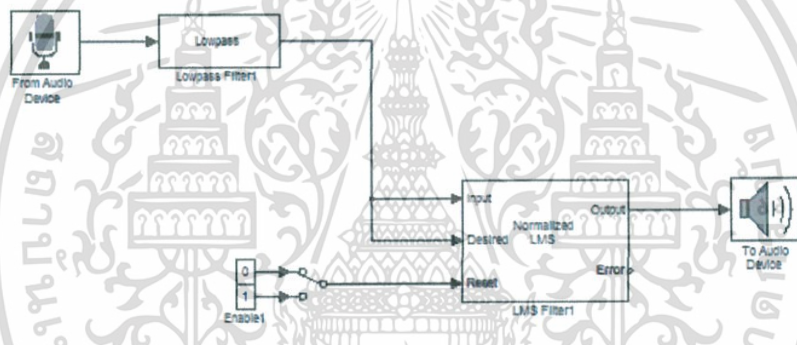 Lowpass
Lowpass Filter1
From Audio
Device
Input
Normalized
LMS
Output
Desired
To Audio
Device
0
Reset
Error
1
LMS Filter1
Enable1